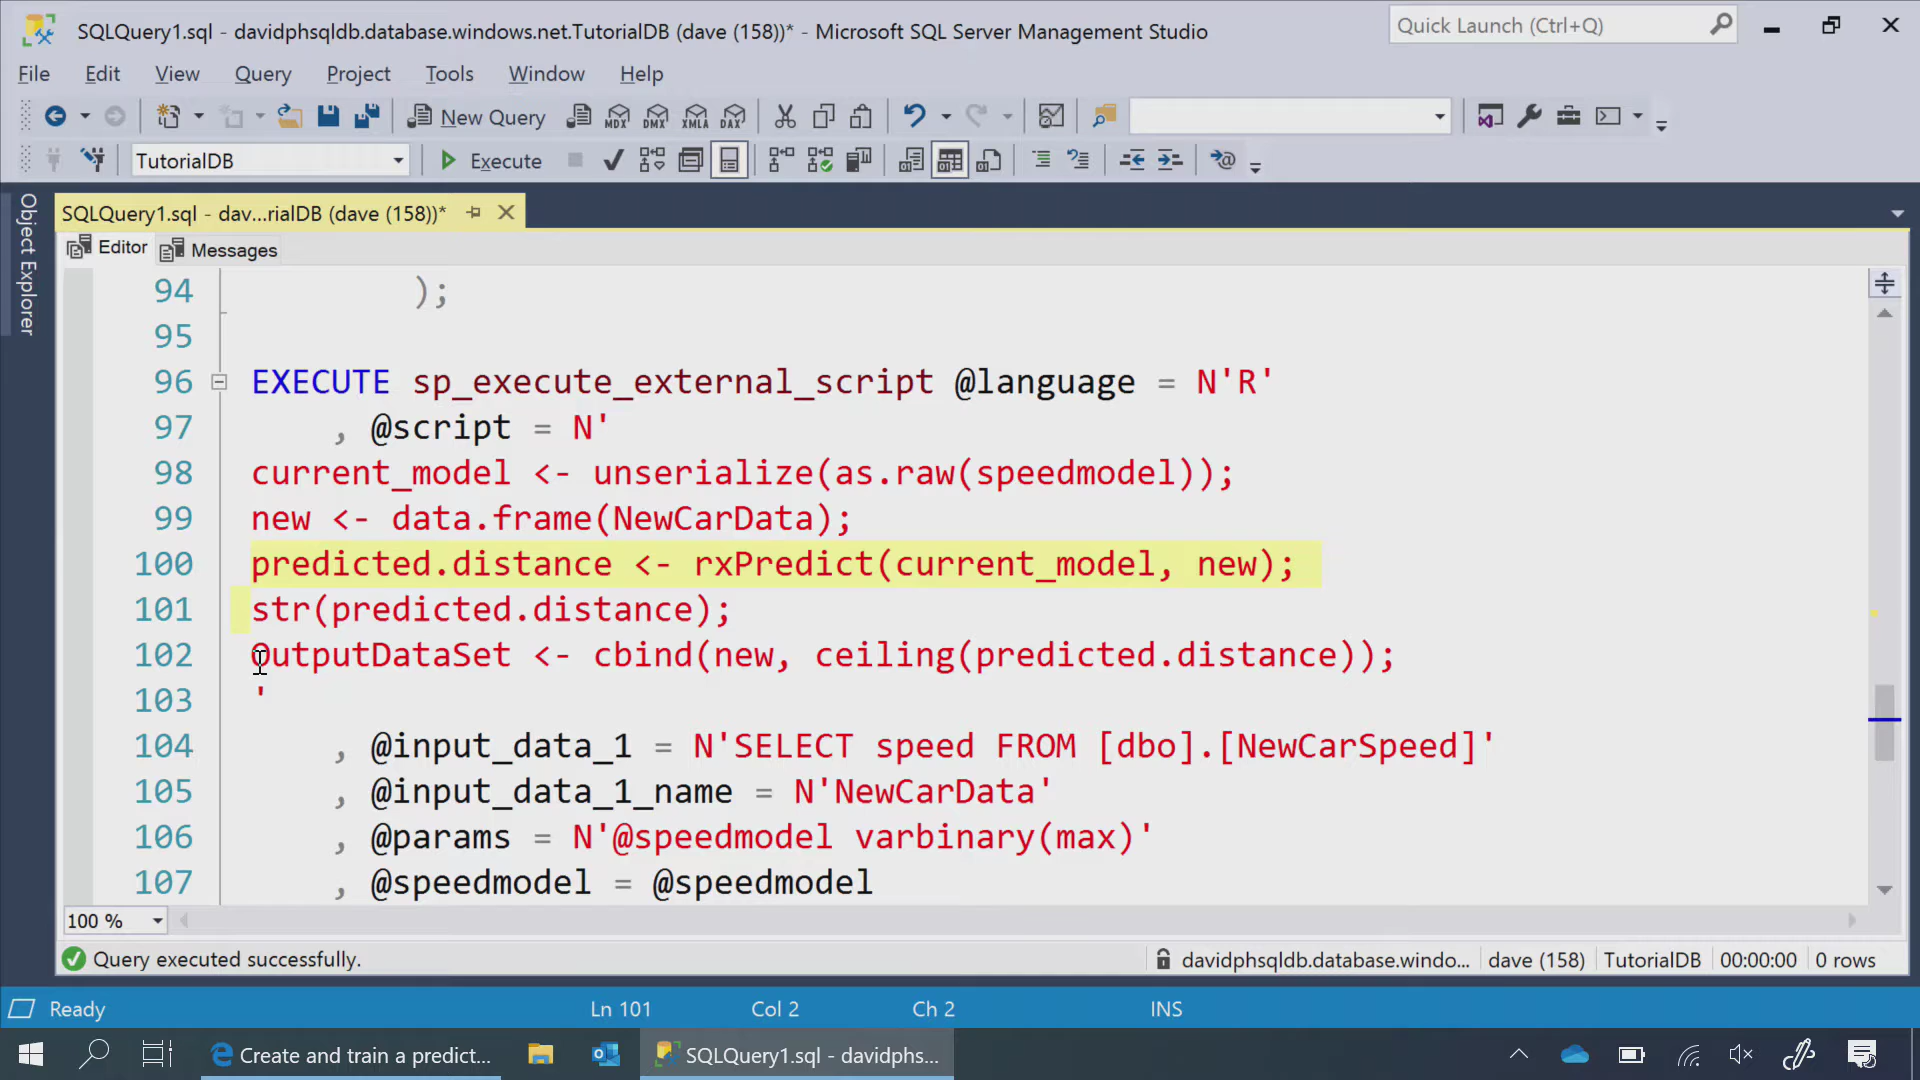 SQLQuery1.sql - davidphsqldb.database.windows.net.TutorialDB (dave (158))* - Microsoft SQL Server Management Studio
Quick Launch (Ctrl+Q)
File Edit View Query Project Tools Window Help
New Query MDX DMX XMLA DAX
TutorialDB Execute
Object Explorer
SQLQuery1.sql - dav...rialDB (dave (158))*
Editor Messages
94 );
95
96 EXECUTE sp_execute_external_script @language = N'R'
97 , @script = N'
98 current_model <- unserialize(as.raw(speedmodel));
99 new <- data.frame(NewCarData);
100 predicted.distance <- rxPredict(current_model, new);
101 str(predicted.distance);
102 OutputDataSet <- cbind(new, ceiling(predicted.distance));
103 '
104 , @input_data_1 = N'SELECT speed FROM [dbo].[NewCarSpeed]'
105 , @input_data_1_name = N'NewCarData'
106 , @params = N'@speedmodel varbinary(max)'
107 , @speedmodel = @speedmodel
100 %
Query executed successfully. davidphsqldb.database.windo... dave (158) TutorialDB 00:00:00 0 rows
Ready Ln 101 Col 2 Ch 2 INS
Create and train a predict... SQLQuery1.sql - davidphs...